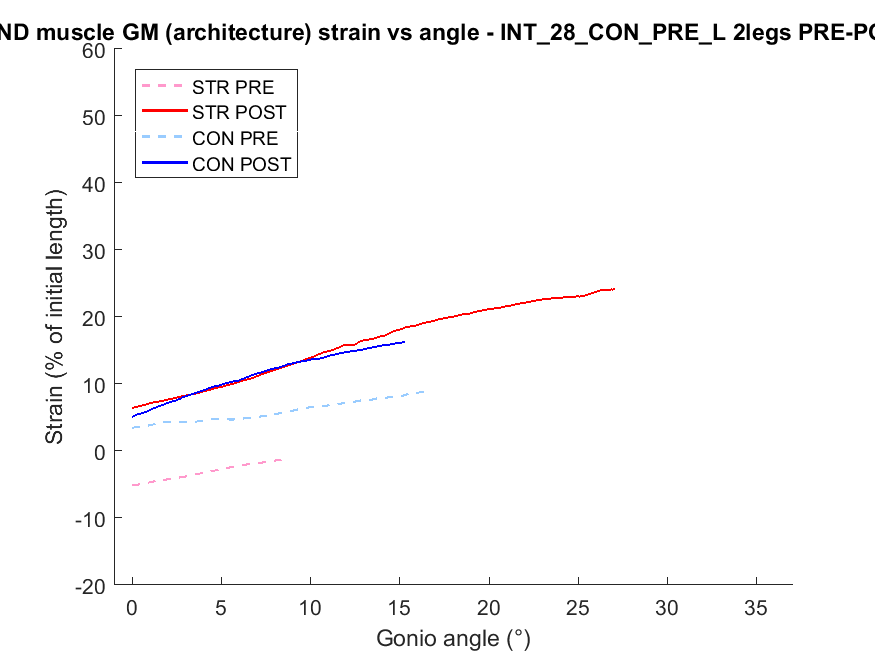 ND muscle GM (architecture) strain vs angle - INT_28_CON_PRE_L 2legs PRE-PO
60
50
40
30
20
10
0
-10
-20
STR PRE
STR POST
CON PRE
CON POST
Strain (% of initial length)
0 5 10 15 20 25 30 35
Gonio angle (°)